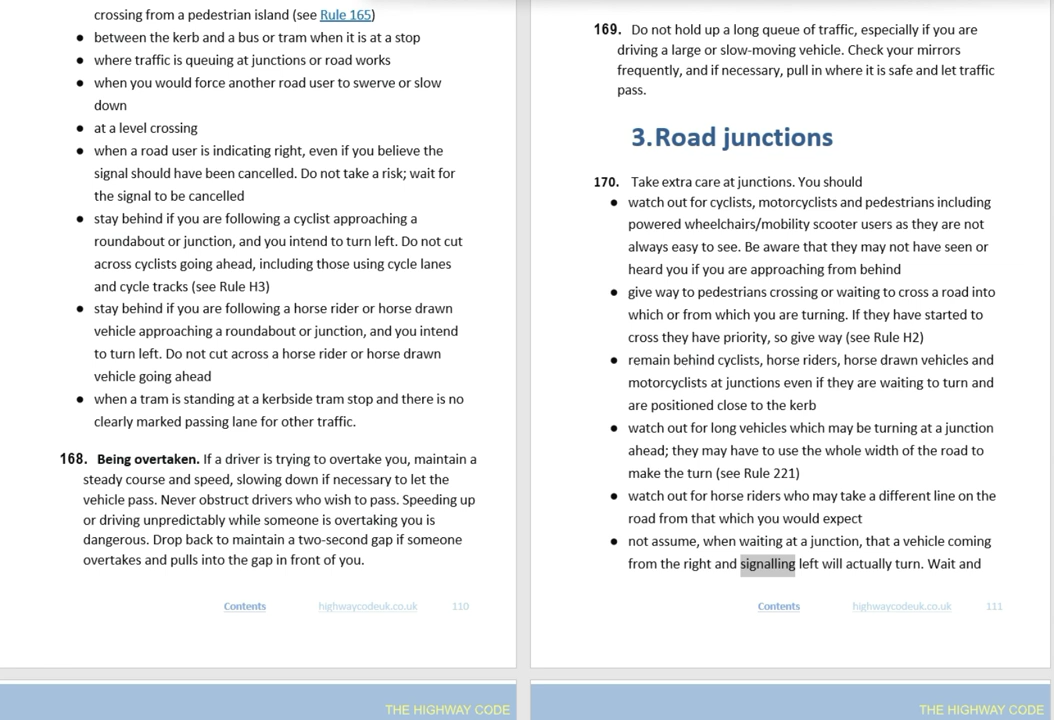 crossing from a pedestrian island (see Rule 165)
● between the kerb and a bus or tram when it is at a stop
● where traffic is queuing at junctions or road works
● when you would force another road user to swerve or slow
down
● at a level crossing
● when a road user is indicating right, even if you believe the
signal should have been cancelled. Do not take a risk; wait for
the signal to be cancelled
● stay behind if you are following a cyclist approaching a
roundabout or junction, and you intend to turn left. Do not cut
across cyclists going ahead, including those using cycle lanes
and cycle tracks (see Rule H3)
● stay behind if you are following a horse rider or horse drawn
vehicle approaching a roundabout or junction, and you intend
to turn left. Do not cut across a horse rider or horse drawn
vehicle going ahead
● when a tram is standing at a kerbside tram stop and there is no
clearly marked passing lane for other traffic.
168. Being overtaken. If a driver is trying to overtake you, maintain a
steady course and speed, slowing down if necessary to let the
vehicle pass. Never obstruct drivers who wish to pass. Speeding up
or driving unpredictably while someone is overtaking you is
dangerous. Drop back to maintain a two-second gap if someone
overtakes and pulls into the gap in front of you.
Contents highwaycodeuk.co.uk 110
169. Do not hold up a long queue of traffic, especially if you are
driving a large or slow-moving vehicle. Check your mirrors
frequently, and if necessary, pull in where it is safe and let traffic
pass.
3. Road junctions
170. Take extra care at junctions. You should
● watch out for cyclists, motorcyclists and pedestrians including
powered wheelchairs/mobility scooter users as they are not
always easy to see. Be aware that they may not have seen or
heard you if you are approaching from behind
● give way to pedestrians crossing or waiting to cross a road into
which or from which you are turning. If they have started to
cross they have priority, so give way (see Rule H2)
● remain behind cyclists, horse riders, horse drawn vehicles and
motorcyclists at junctions even if they are waiting to turn and
are positioned close to the kerb
● watch out for long vehicles which may be turning at a junction
ahead; they may have to use the whole width of the road to
make the turn (see Rule 221)
● watch out for horse riders who may take a different line on the
road from that which you would expect
● not assume, when waiting at a junction, that a vehicle coming
from the right and signalling left will actually turn. Wait and
Contents highwaycodeuk.co.uk 111
THE HIGHWAY CODE
THE HIGHWAY CODE